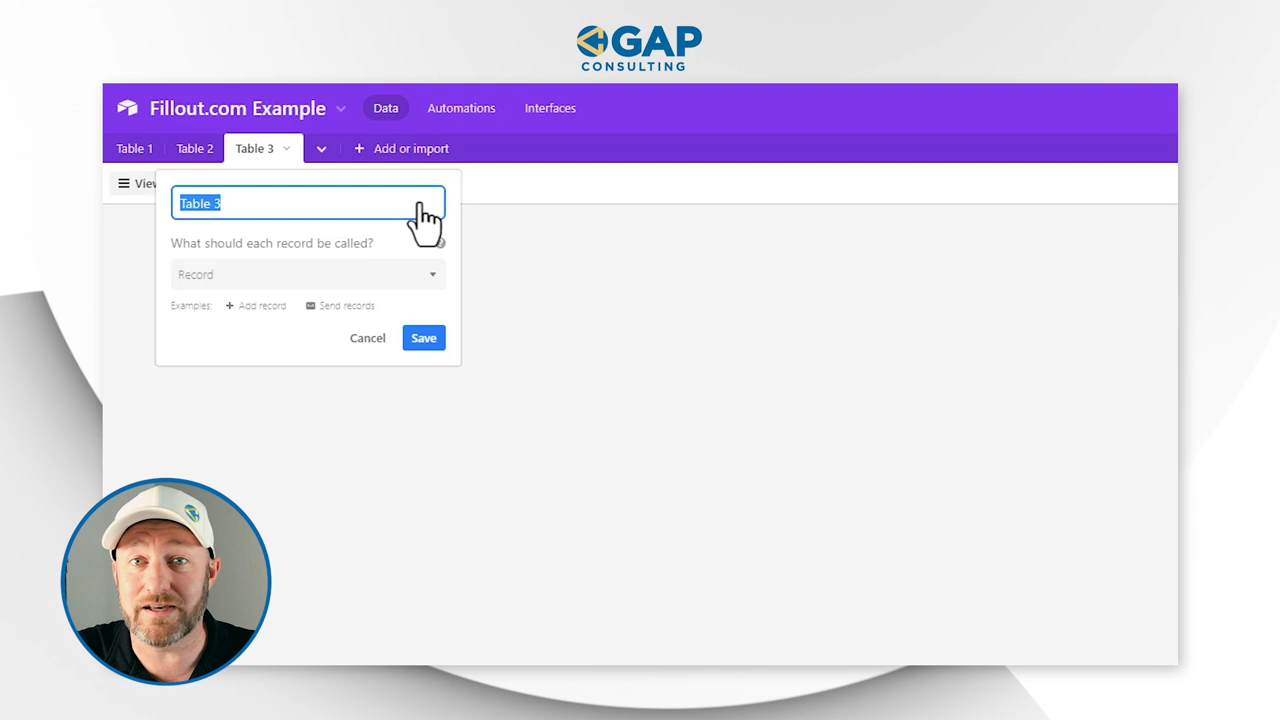 GAP
CONSULTING
Fillout.com Example Data Automations Interfaces
Table 1 Table 2 Table 3 + Add or import
Table 3
What should each record be called?
Record
Examples: + Add record Send records
Cancel Save